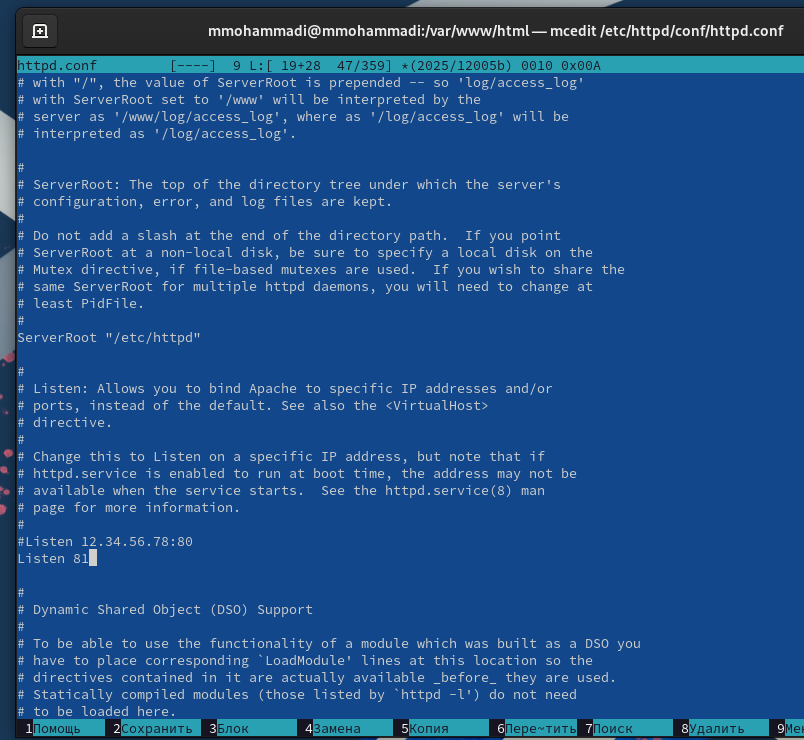 mmohammadi@mmohammadi:/var/www/html — mcedit /etc/httpd/conf/httpd.conf
httpd.conf [----] 9 L:[ 19+28 47/359] *(2025/12005b) 0010 0x00A
# with "/", the value of ServerRoot is prepended -- so 'log/access_log'
# with ServerRoot set to '/www' will be interpreted by the
# server as '/www/log/access_log', where as '/log/access_log' will be
# interpreted as '/log/access_log'.
#
# ServerRoot: The top of the directory tree under which the server's
# configuration, error, and log files are kept.
#
# Do not add a slash at the end of the directory path.  If you point
# ServerRoot at a non-local disk, be sure to specify a local disk on the
# Mutex directive, if file-based mutexes are used.  If you wish to share the
# same ServerRoot for multiple httpd daemons, you will need to change at
# least PidFile.
#
ServerRoot "/etc/httpd"
#
# Listen: Allows you to bind Apache to specific IP addresses and/or
# ports, instead of the default. See also the <VirtualHost>
# directive.
#
# Change this to Listen on a specific IP address, but note that if
# httpd.service is enabled to run at boot time, the address may not be
# available when the service starts.  See the httpd.service(8) man
# page for more information.
#
#Listen 12.34.56.78:80
Listen 81
#
# Dynamic Shared Object (DSO) Support
#
# To be able to use the functionality of a module which was built as a DSO you
# have to place corresponding `LoadModule' lines at this location so the
# directives contained in it are actually available _before_ they are used.
# Statically compiled modules (those listed by `httpd -l') do not need
# to be loaded here.
1Помощь 2Сохранить 3Блок 4Замена 5Копия 6Пере~тить 7Поиск 8Удалить 9Ме